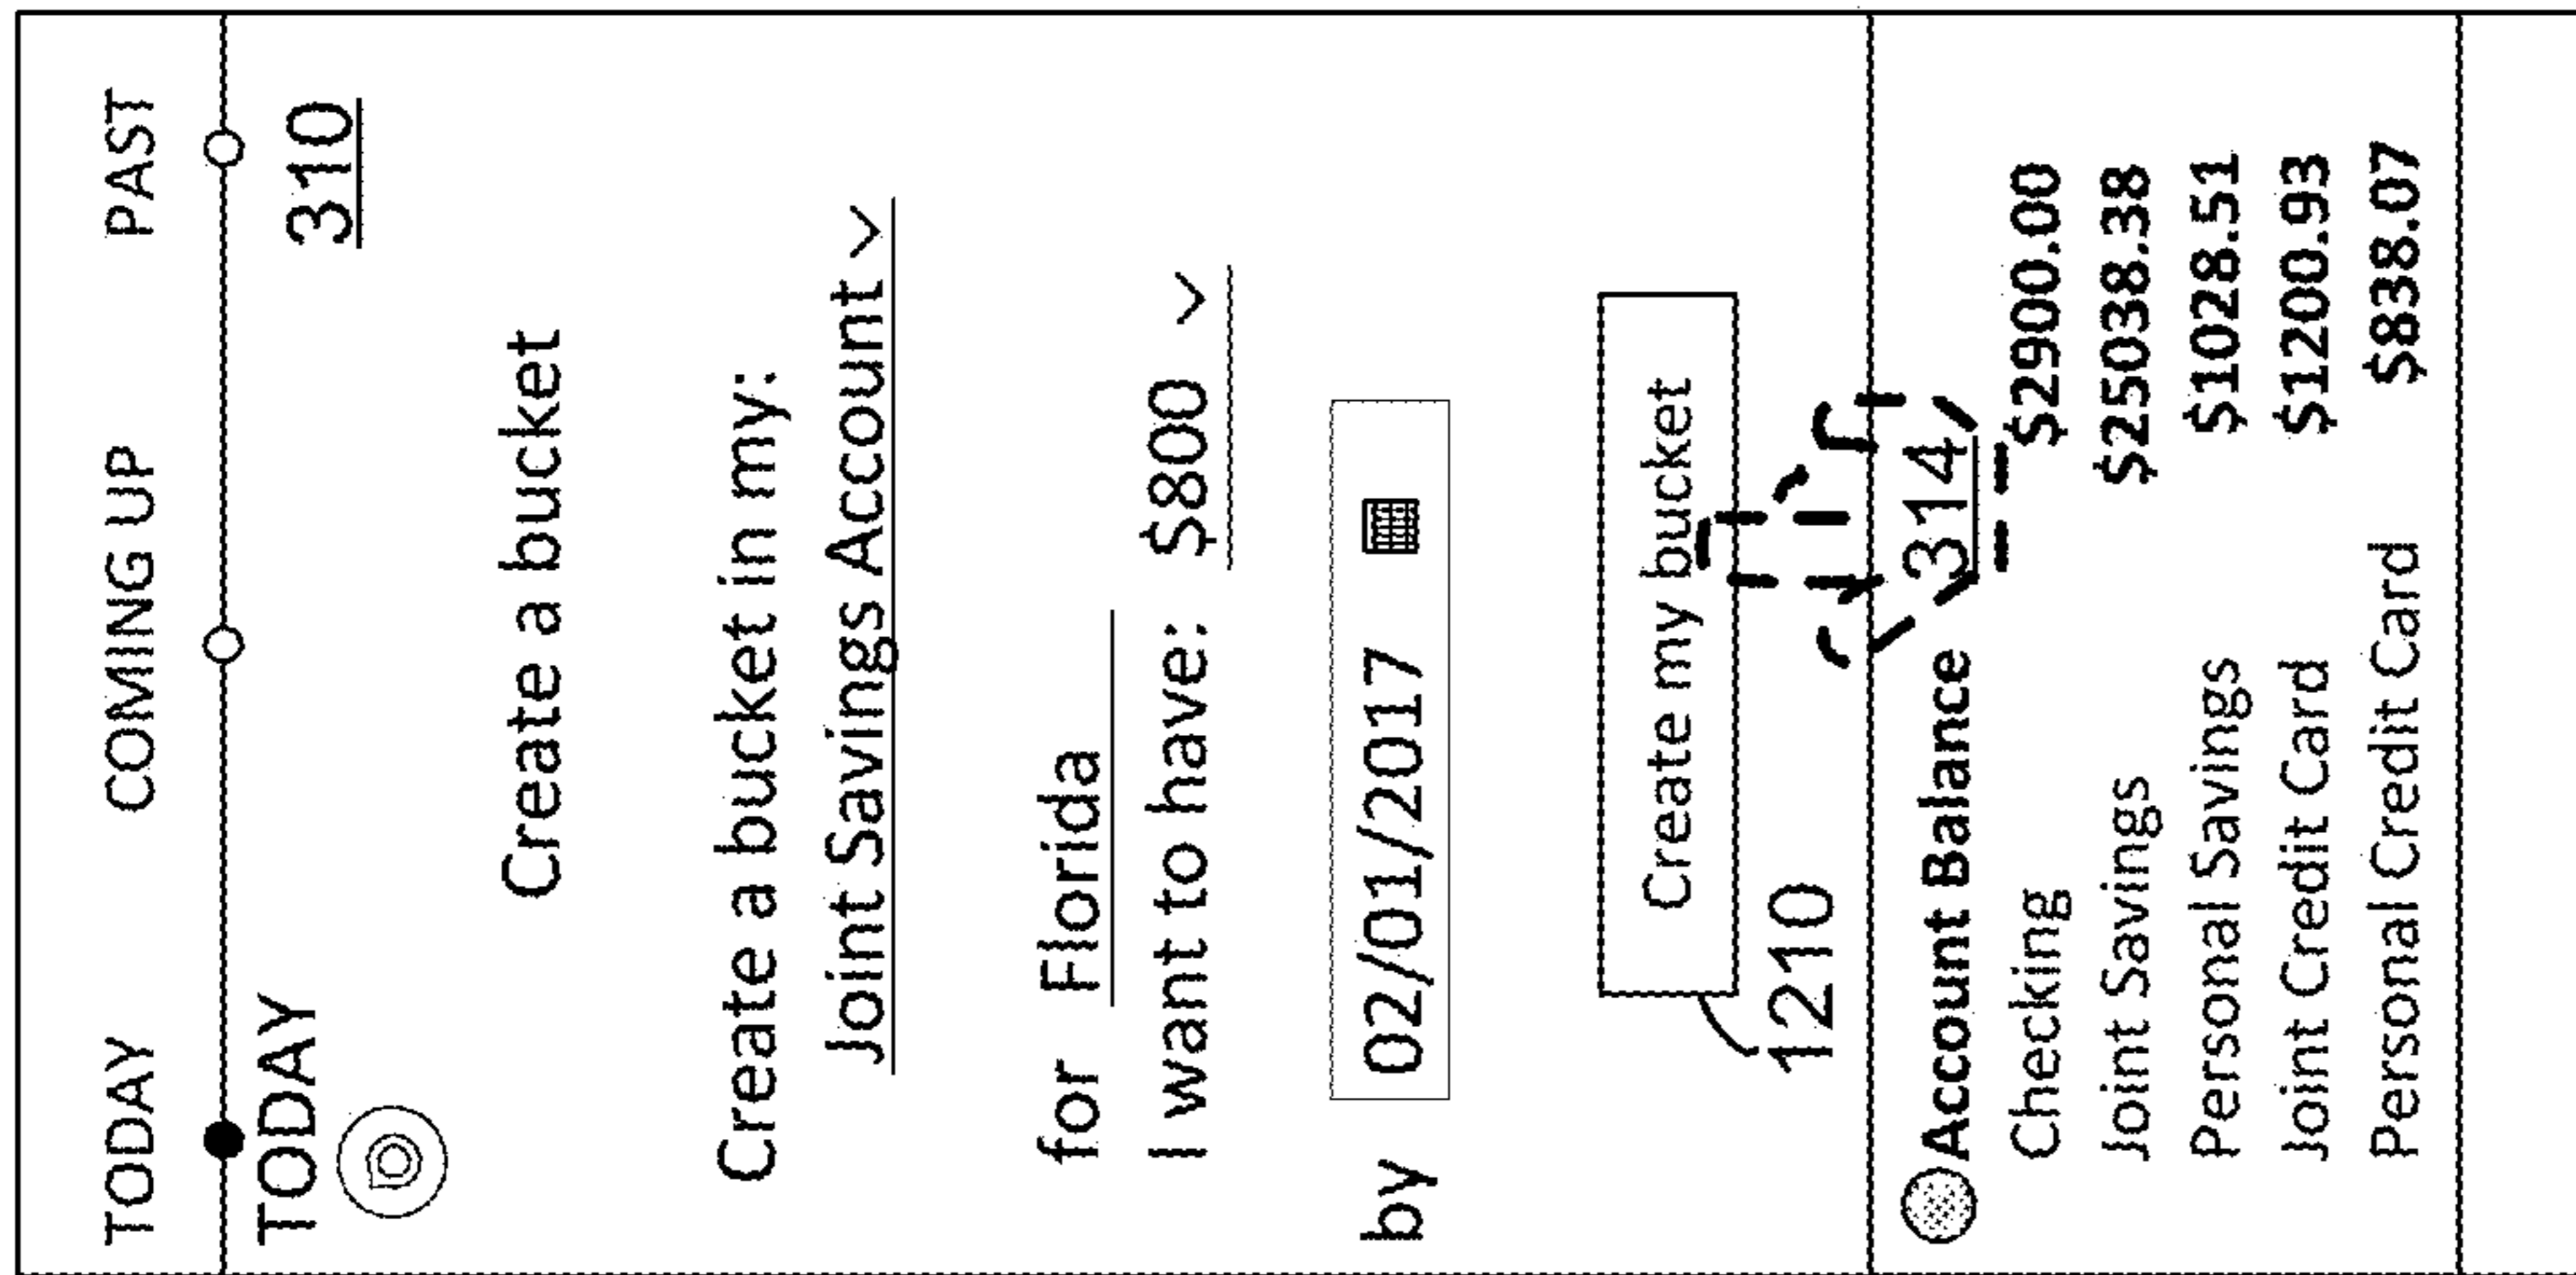 TODAY COMING UP PAST
TODAY 310
Create a bucket
Create a bucket in my:
Joint Savings Account
for Florida
I want to have: $800
by 02/01/2017
Create my bucket
1210
Account Balance 314
Checking $2900.00
Joint Savings $25038.38
Personal Savings $1028.51
Joint Credit Card $1200.93
Personal Credit Card $838.07